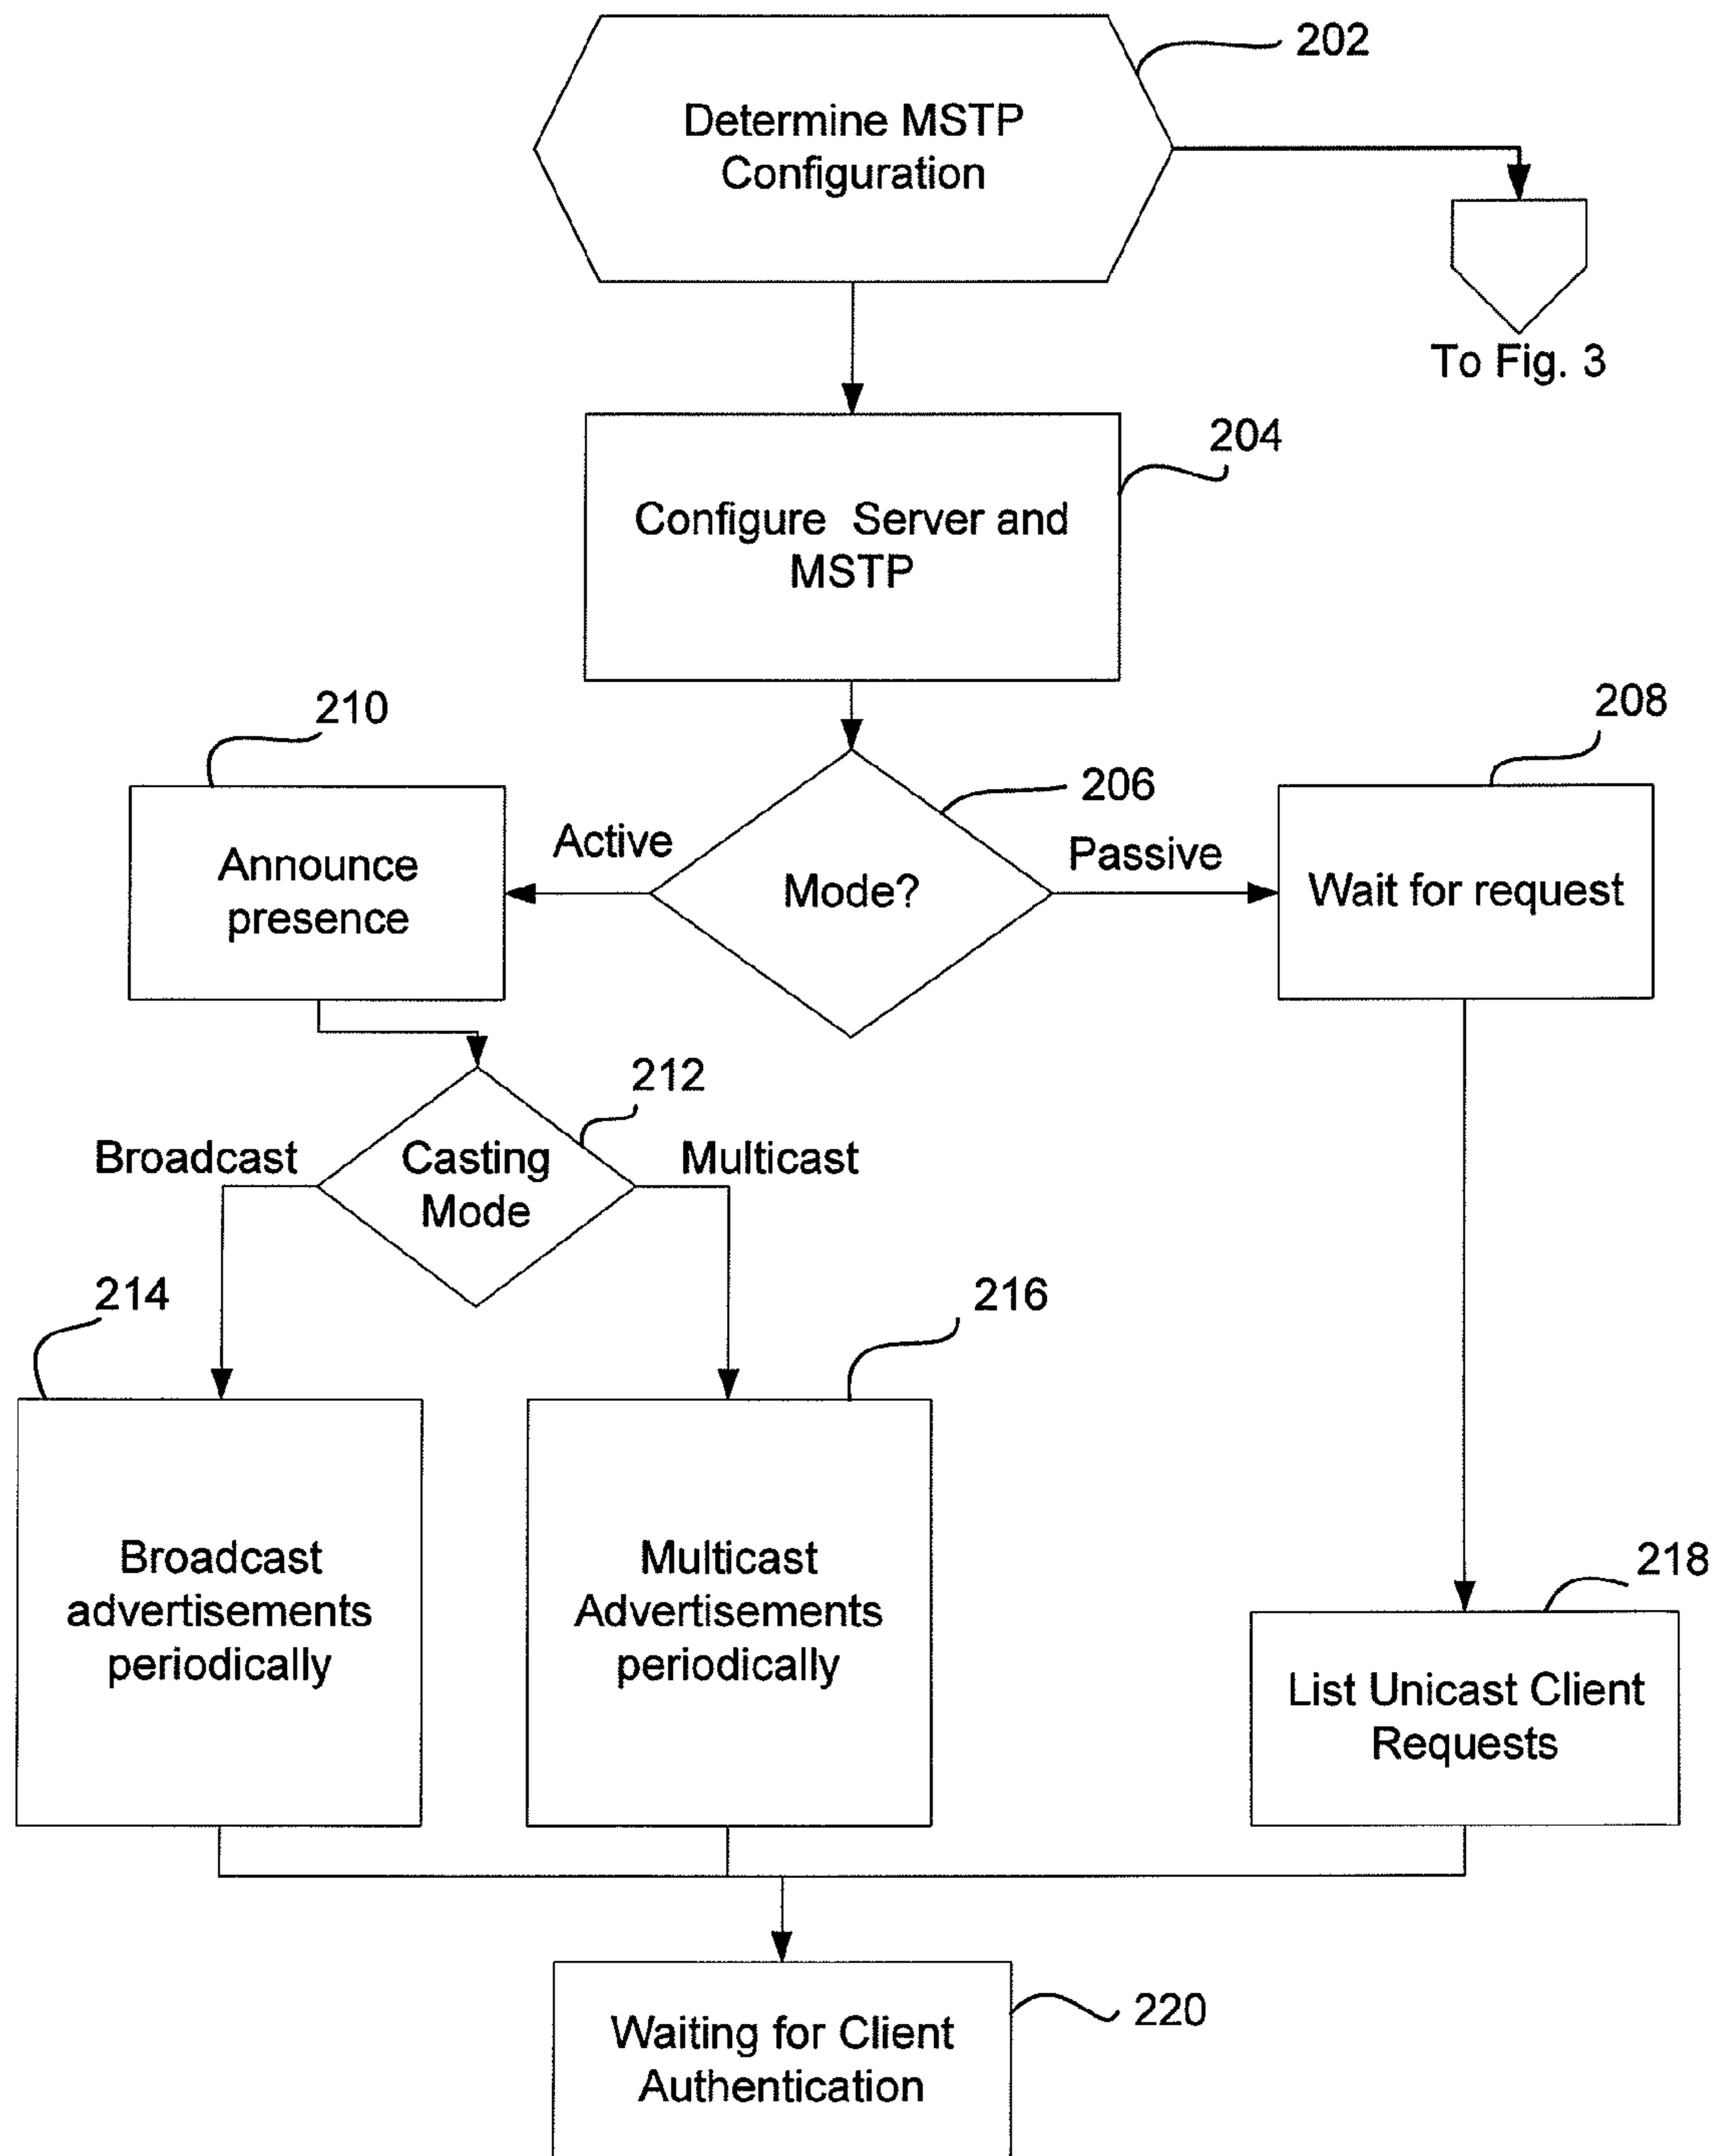 202
Determine MSTP
Configuration
To Fig. 3
204
Configure Server and
MSTP
210
208
206
Active
Passive
Announce
presence
Mode?
Wait for request
212
Broadcast
Casting
Mode
Multicast
214
216
Broadcast
advertisements
periodically
Multicast
Advertisements
periodically
218
List Unicast Client
Requests
220
Waiting for Client
Authentication